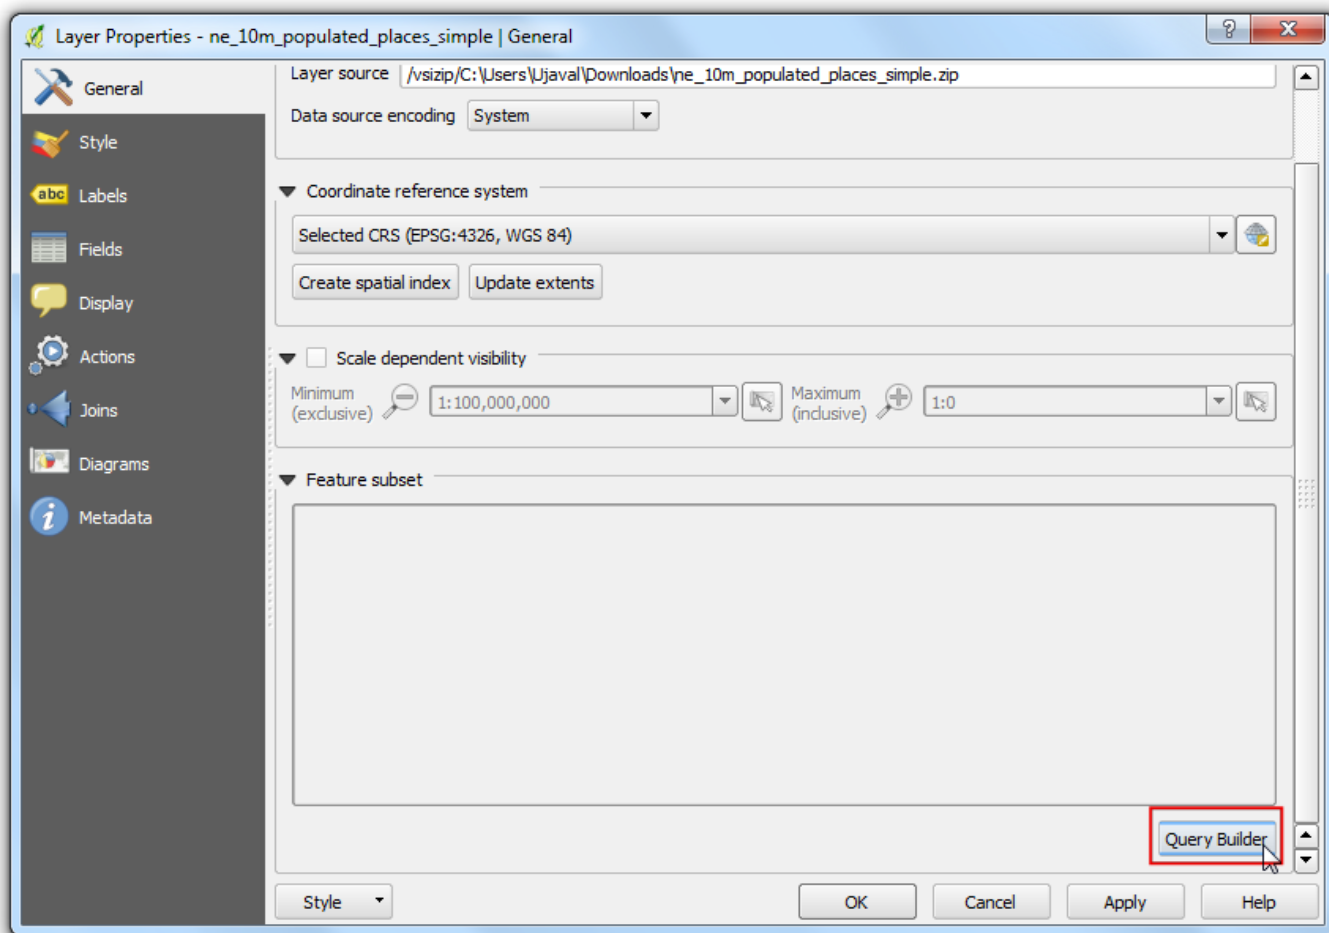 Layer Properties - ne_10m_populated_places_simple | General
General
Style
abc Labels
Fields
Display
Actions
Joins
Diagrams
Metadata
Layer source /vsizip/C:\Users\Ujaval\Downloads\ne_10m_populated_places_simple.zip
Data source encoding System
Coordinate reference system
Selected CRS (EPSG:4326, WGS 84)
Create spatial index Update extents
Scale dependent visibility
Minimum (exclusive) 1:100,000,000 Maximum (inclusive) 1:0
Feature subset
Query Builder
Style OK Cancel Apply Help